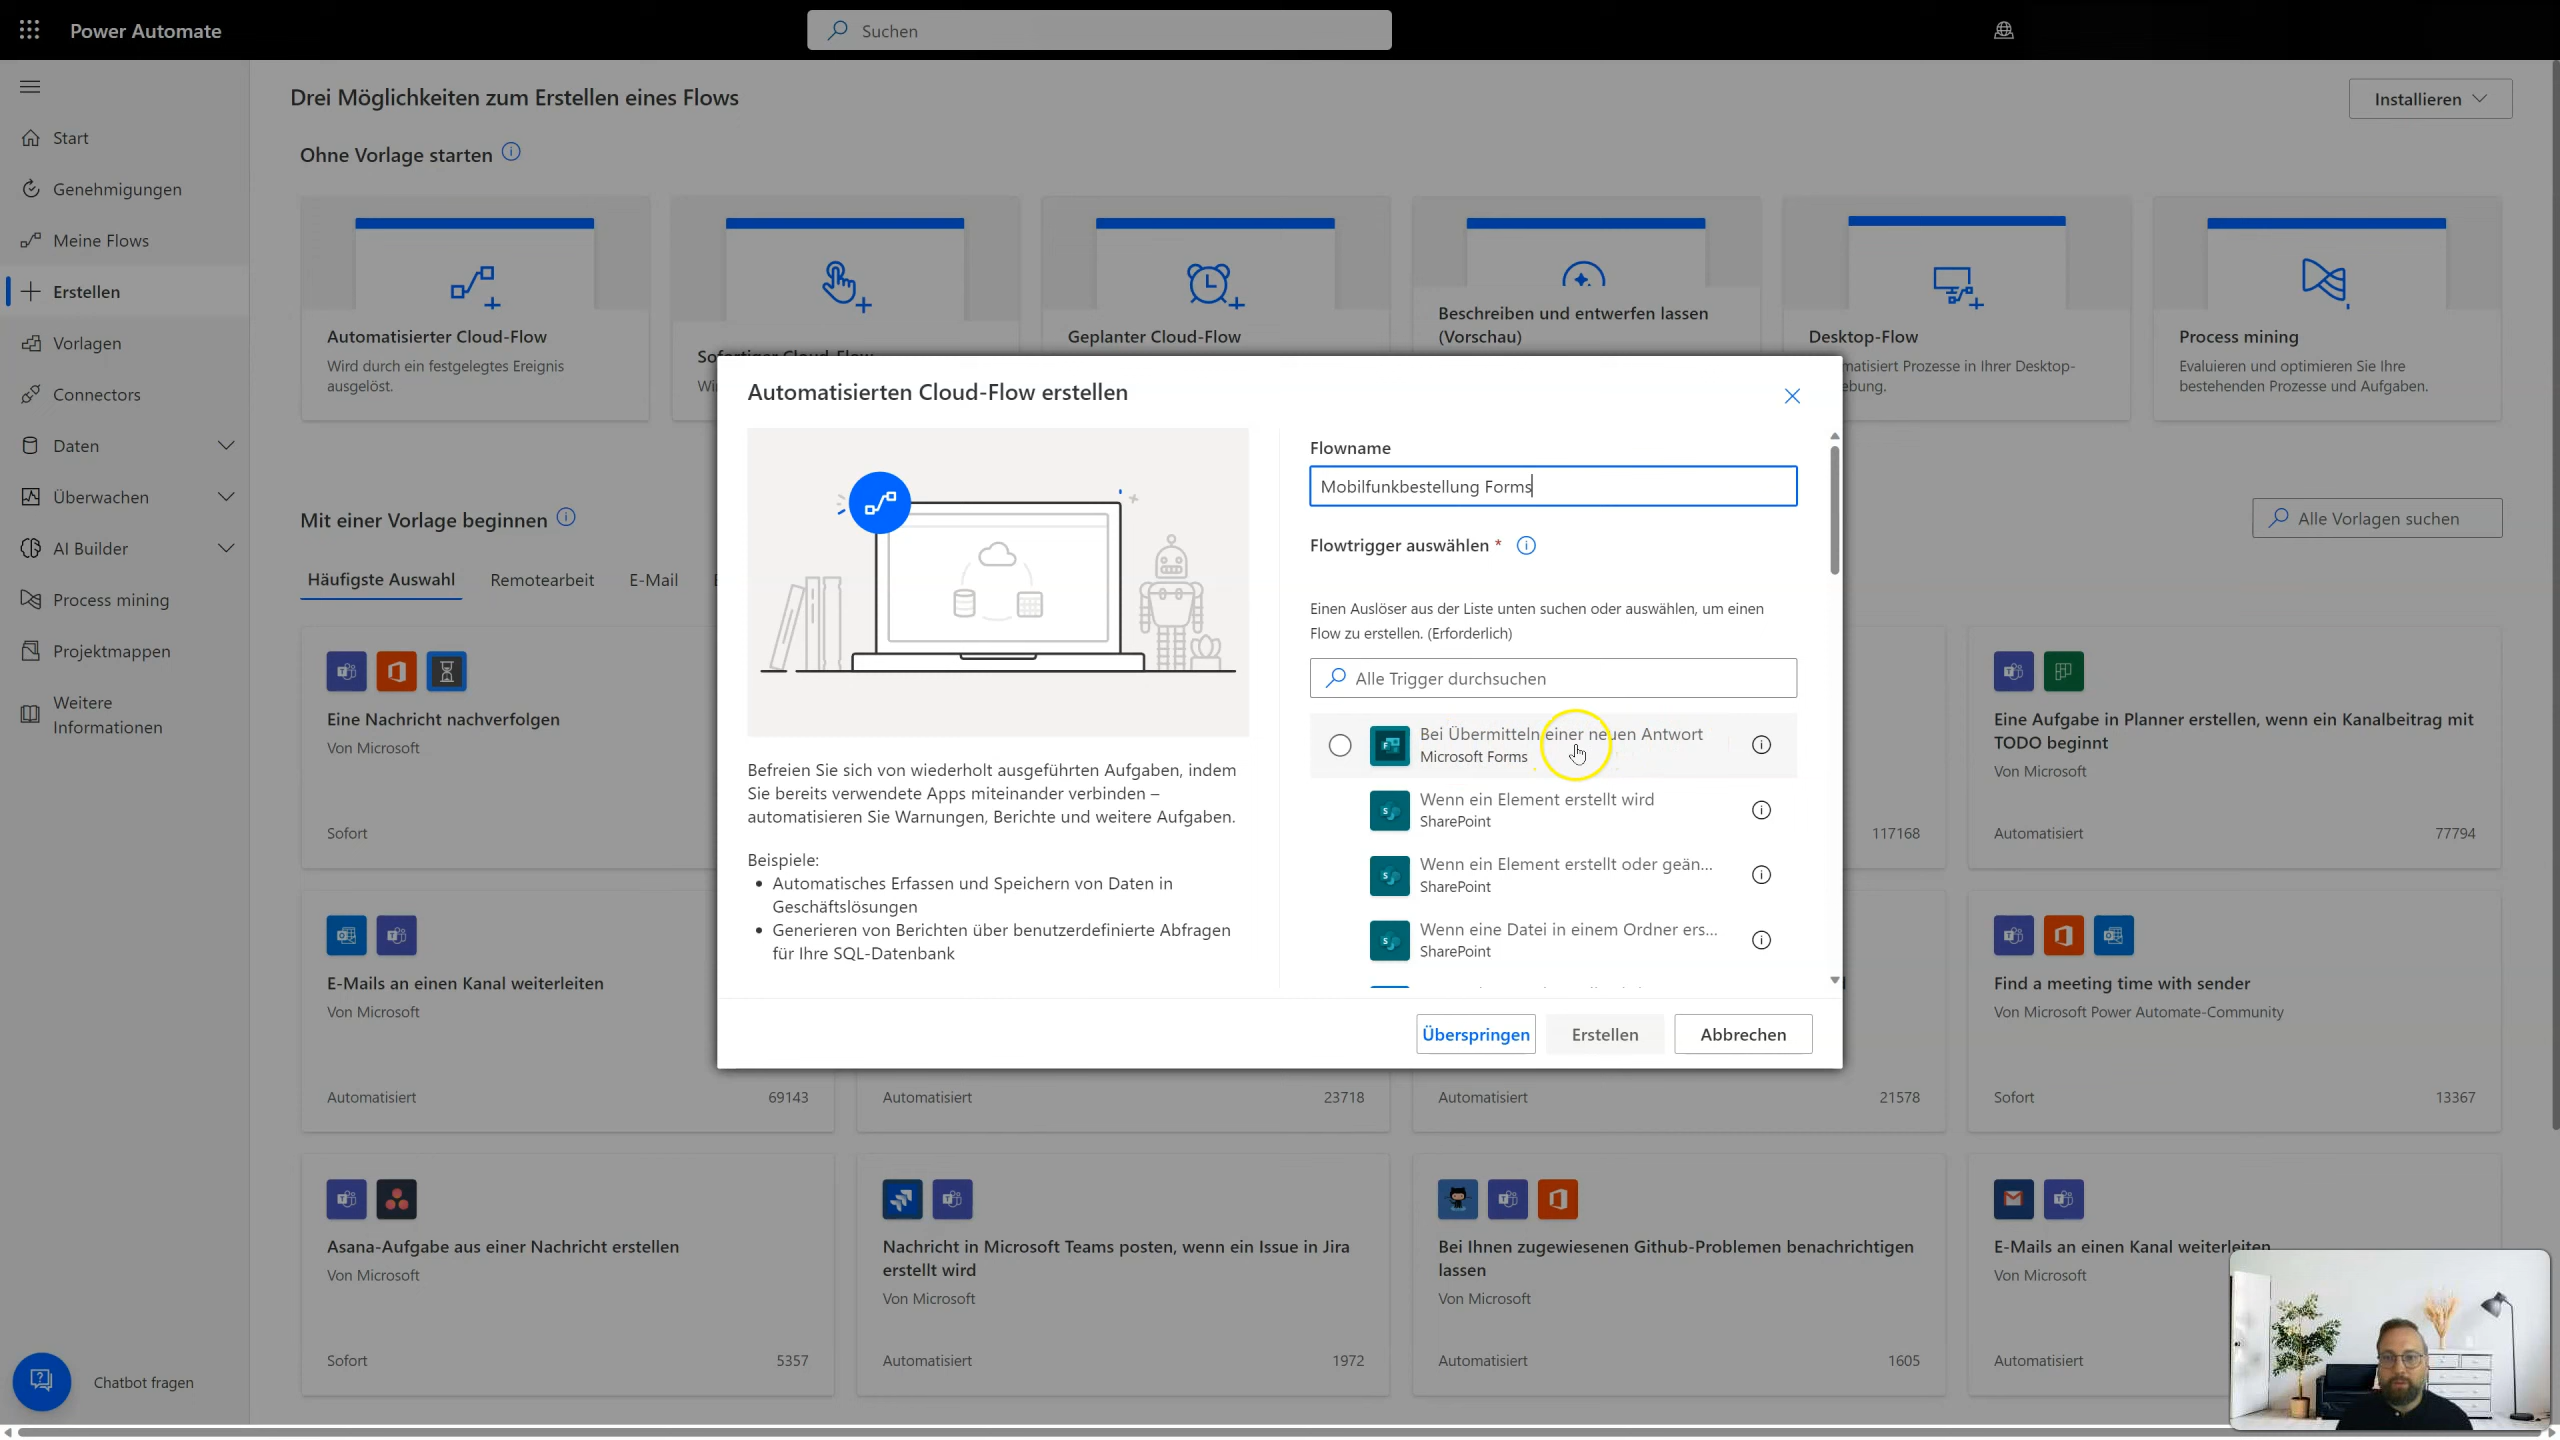 Power Automate
Suchen
Drei Möglichkeiten zum Erstellen eines Flows
Installieren
Start
Genehmigungen
Meine Flows
Erstellen
Vorlagen
Connectors
Daten
Überwachen
AI Builder
Process mining
Projektmappen
Weitere
Informationen
Chatbot fragen
Ohne Vorlage starten
Automatisierter Cloud-Flow
Wird durch ein festgelegtes Ereignis
ausgelöst.
Geplanter Cloud-Flow
Beschreiben und entwerfen lassen
(Vorschau)
Desktop-Flow
Process mining
Evaluieren und optimieren Sie Ihre
bestehenden Prozesse und Aufgaben.
Mit einer Vorlage beginnen
Alle Vorlagen suchen
Häufigste Auswahl
Remotearbeit
E-Mail
Automatisierten Cloud-Flow erstellen
Befreien Sie sich von wiederholt ausgeführten Aufgaben, indem
Sie bereits verwendete Apps miteinander verbinden –
automatisieren Sie Warnungen, Berichte und weitere Aufgaben.
Beispiele:
• Automatisches Erfassen und Speichern von Daten in
Geschäftslösungen
• Generieren von Berichten über benutzerdefinierte Abfragen
für Ihre SQL-Datenbank
Flowname
Mobilfunkbestellung Forms
Flowtrigger auswählen *
Einen Auslöser aus der Liste unten suchen oder auswählen, um einen
Flow zu erstellen. (Erforderlich)
Alle Trigger durchsuchen
Bei Übermitteln einer neuen Antwort
Microsoft Forms
Wenn ein Element erstellt wird
SharePoint
Wenn ein Element erstellt oder geän...
SharePoint
Wenn eine Datei in einem Ordner ers...
SharePoint
Überspringen
Erstellen
Abbrechen
Eine Nachricht nachverfolgen
Von Microsoft
Sofort
117168
Eine Aufgabe in Planner erstellen, wenn ein Kanalbeitrag mit
TODO beginnt
Von Microsoft
Automatisiert
77794
E-Mails an einen Kanal weiterleiten
Von Microsoft
Automatisiert
69143
Automatisiert
23718
Automatisiert
21578
Find a meeting time with sender
Von Microsoft Power Automate-Community
Sofort
13367
Asana-Aufgabe aus einer Nachricht erstellen
Von Microsoft
Sofort
5357
Nachricht in Microsoft Teams posten, wenn ein Issue in Jira
erstellt wird
Von Microsoft
Automatisiert
1972
Bei Ihnen zugewiesenen Github-Problemen benachrichtigen
lassen
Von Microsoft
Automatisiert
1605
E-Mails an einen Kanal weiterleiten
Von Microsoft
Automatisiert